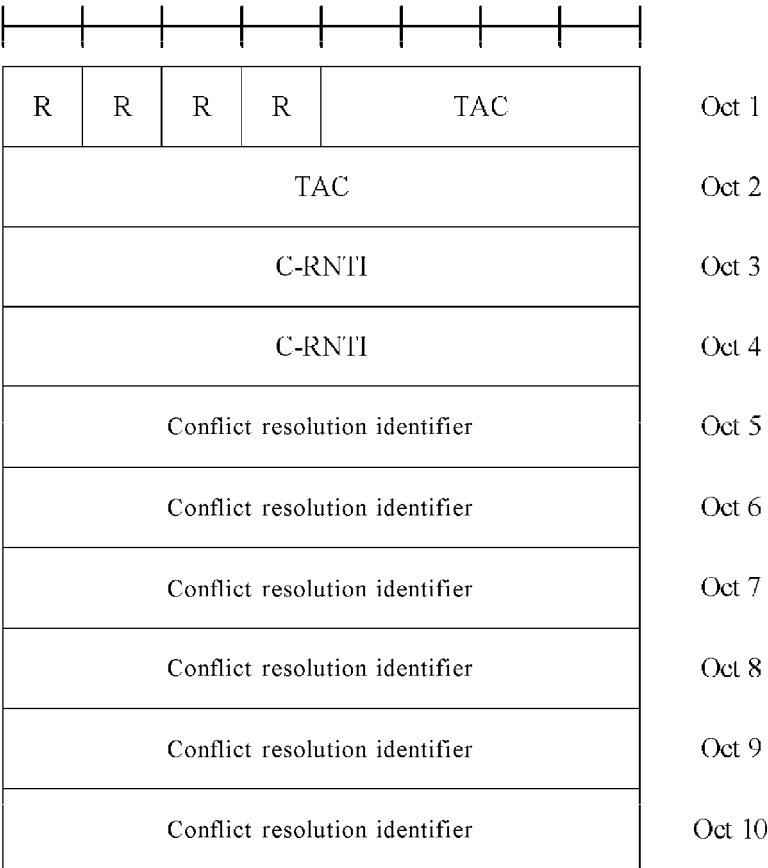 R R R R TAC Oct 1
TAC Oct 2
C-RNTI Oct 3
C-RNTI Oct 4
Conflict resolution identifier Oct 5
Conflict resolution identifier Oct 6
Conflict resolution identifier Oct 7
Conflict resolution identifier Oct 8
Conflict resolution identifier Oct 9
Conflict resolution identifier Oct 10